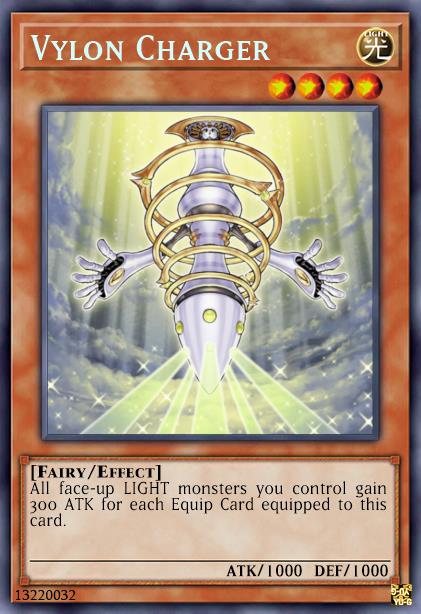 Vylon Charger
LIGHT
光
[Fairy/Effect]
All face-up LIGHT monsters you control gain
300 ATK for each Equip Card equipped to this
card.
ATK/1000 DEF/1000
13220032